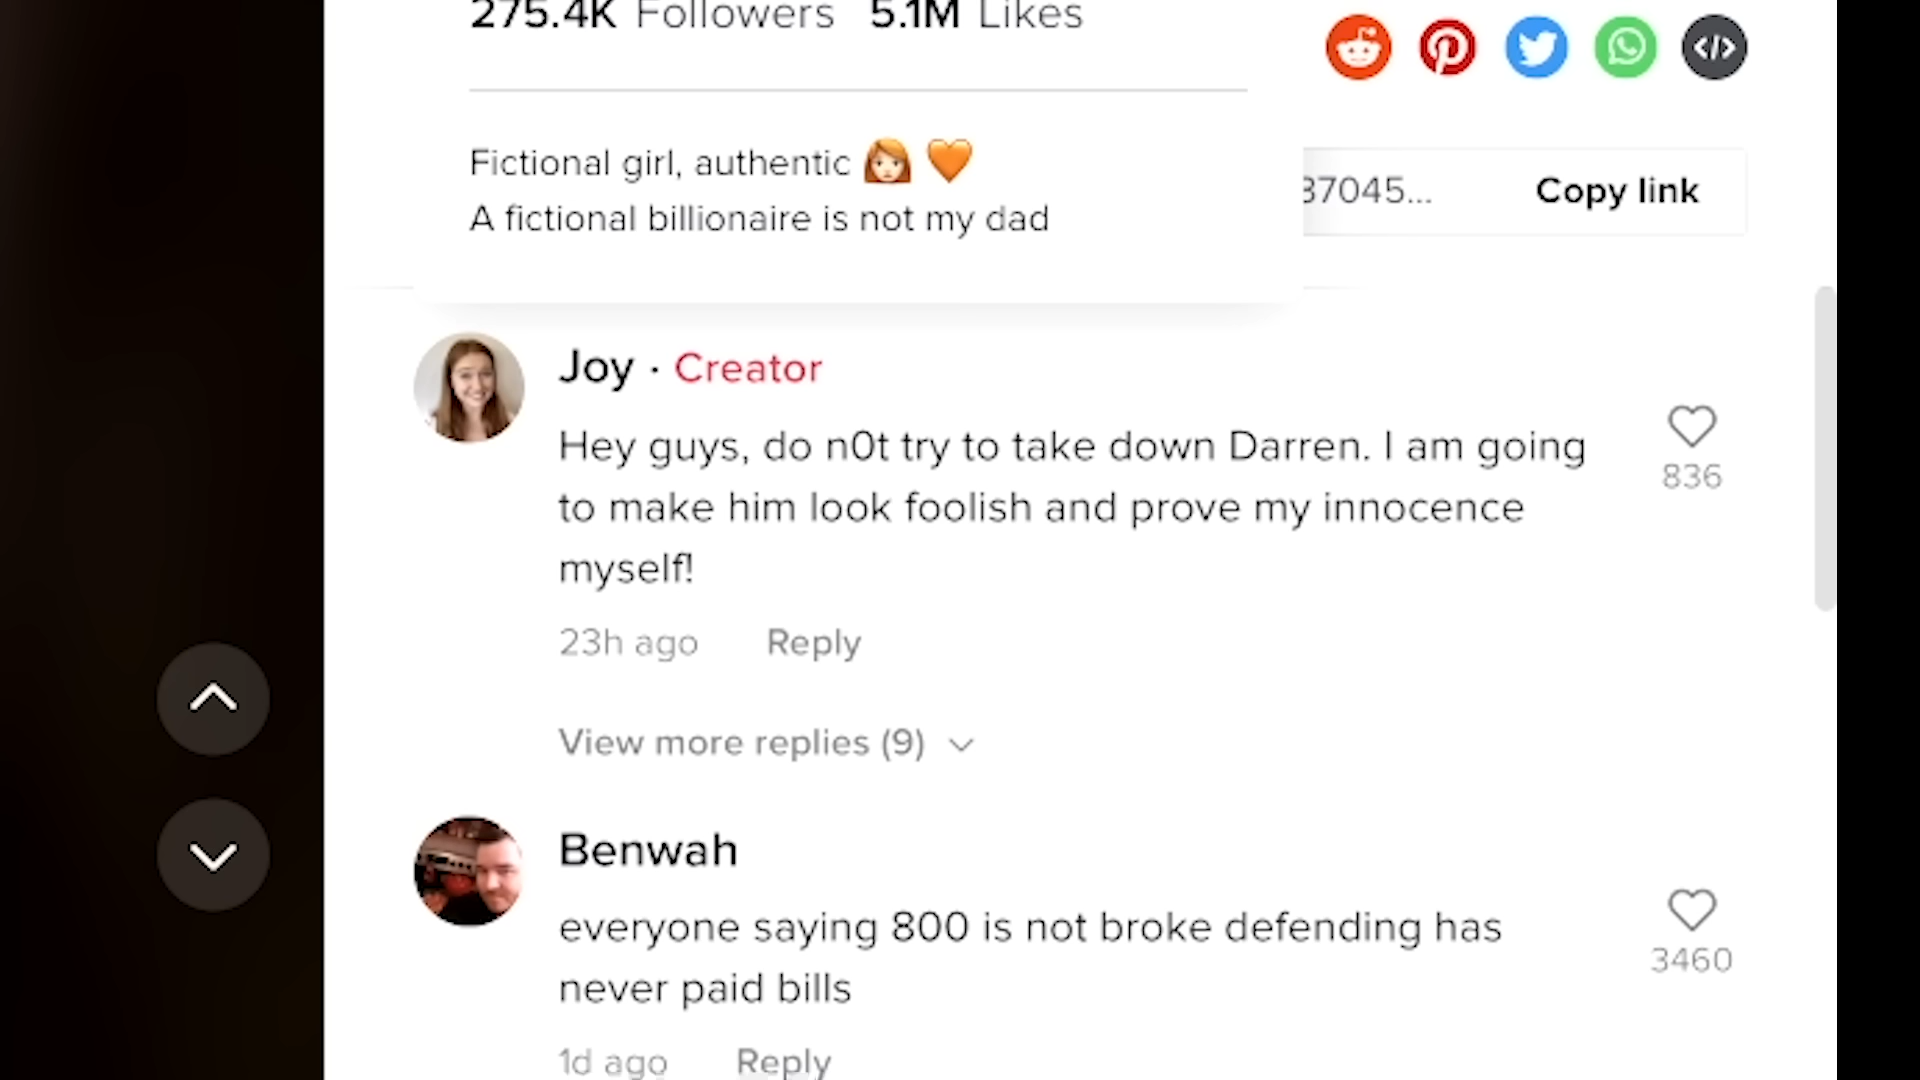 275.4K Followers 5.1M Likes
Fictional girl, authentic 👩🏻‍🦰 🧡
A fictional billionaire is not my dad
37045... Copy link
Joy · Creator
Hey guys, do n0t try to take down Darren. I am going
to make him look foolish and prove my innocence
myself!
836
23h ago Reply
View more replies (9)
Benwah
everyone saying 800 is not broke defending has
never paid bills
3460
1d ago Reply